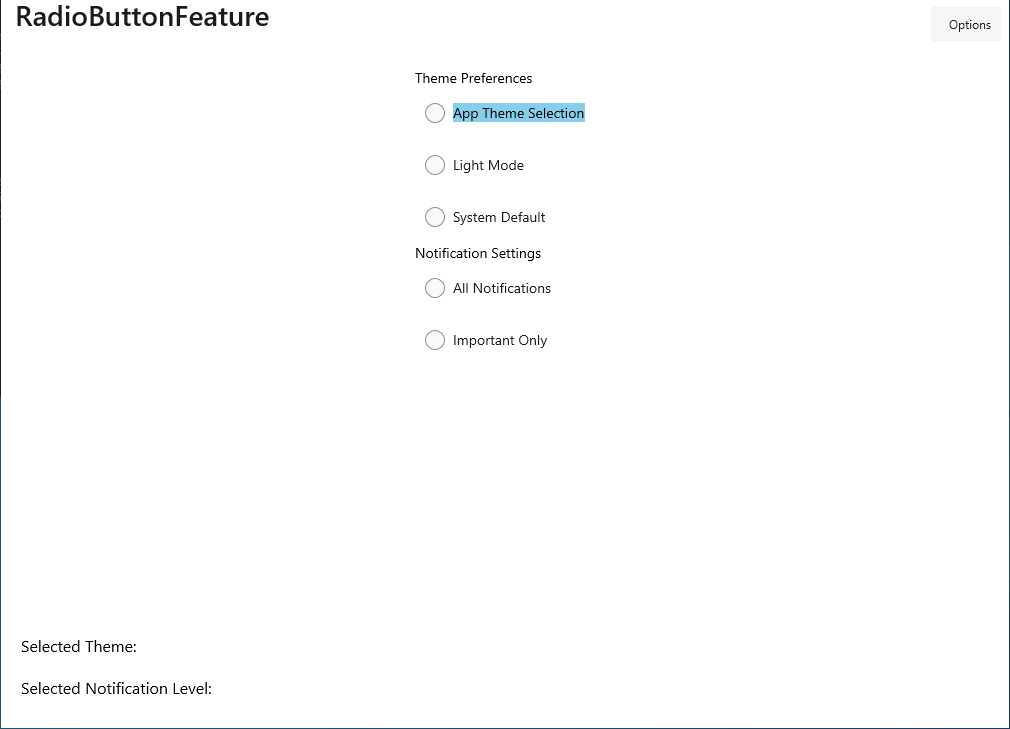 RadioButtonFeature
Options
Theme Preferences
App Theme Selection
Light Mode
System Default
Notification Settings
All Notifications
Important Only
Selected Theme:
Selected Notification Level: